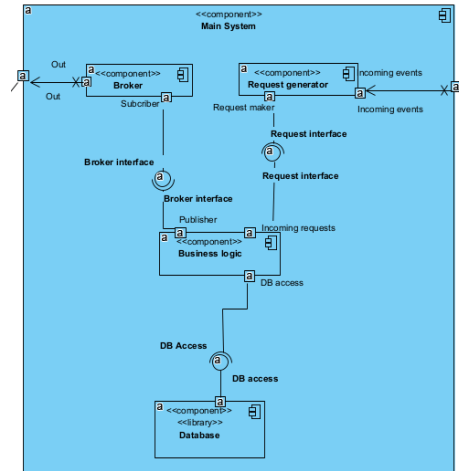 a
<<component>>
Main System
Out
a
Out
a
<<component>>
Broker
a
Subcriber
a
a
<<component>>
Request generator
a
Request maker
Incoming events
a
Incoming events
a
Request interface
a
Request interface
Broker interface
a
Broker interface
Publisher
a
a
Incoming requests
a
<<component>>
Business logic
a
DB access
DB Access
a
DB access
a
a
<<component>>
<<library>>
Database